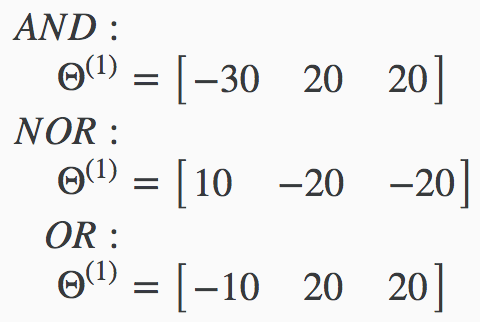 AND :
Θ(1) = [−30 20 20]
NOR :
Θ(1) = [10 −20 −20]
OR :
Θ(1) = [−10 20 20]